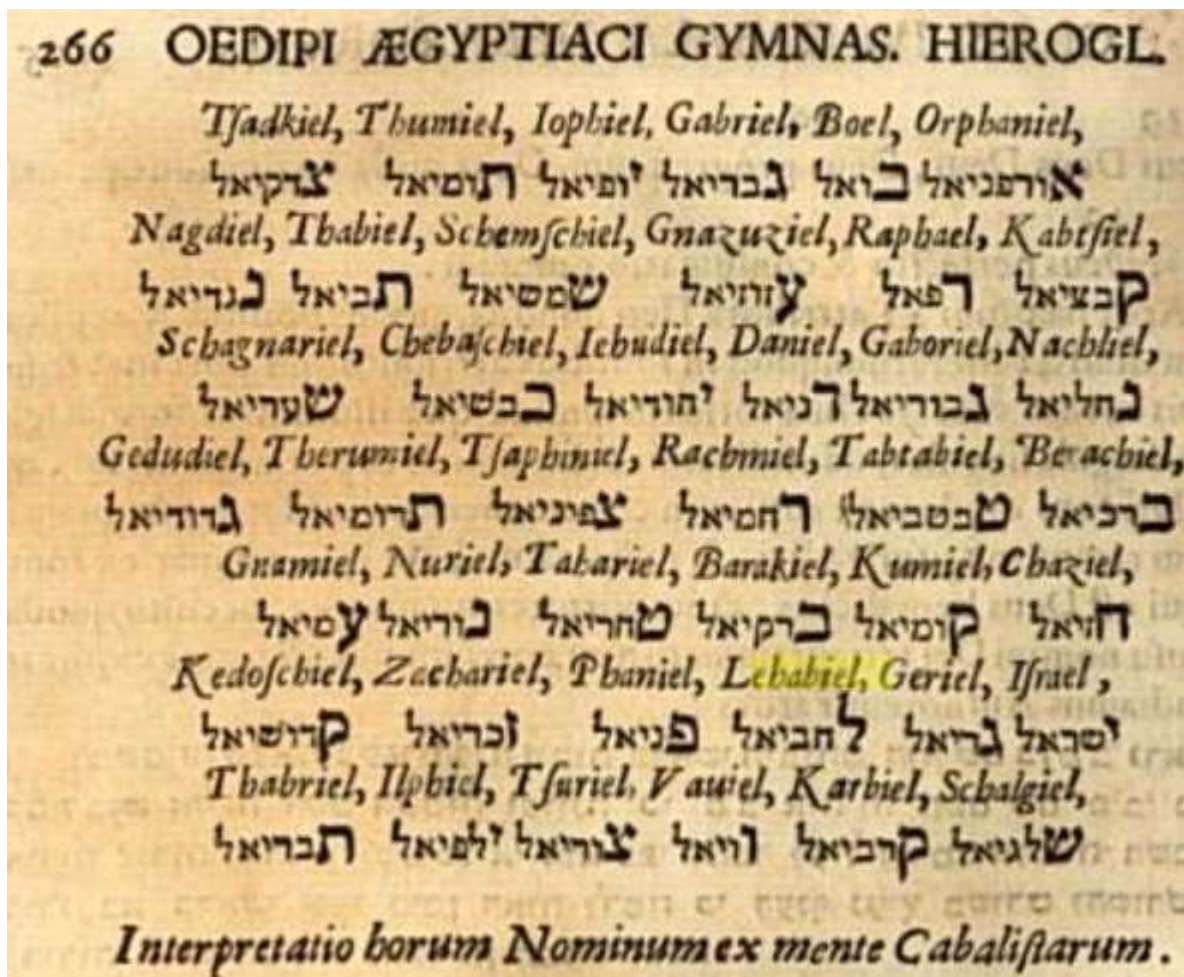 266 OEDIPI ÆGYPTIACI GYMNAS. HIEROGL.
Tſadkiel, Thumiel, Iophiel, Gabriel, Boel, Orphaniel,
אורפניאל בואל גבריאל יופיאל תומיאל צדקיאל
Nagdiel, Thabiel, Schemſchiel, Gnazuziel, Raphael, Kabtſiel,
קבציאל רפאל עזוזיאל שמסיאל תביאל נגדיאל
Schagnariel, Chebaſchiel, Iehudiel, Daniel, Gaboriel, Nachliel,
נחליאל גבוריאל דניאל יהודיאל כבשיאל שעריאל
Gedudiel, Therumiel, Tſaphiniel, Rachmiel, Tabtabiel, Berachiel,
ברכיאל טבטביאל רחמיאל צפיניאל תרומיאל גדודיאל
Gnamiel, Nuriel, Tahariel, Barakiel, Kumiel, Chaziel,
חזיאל קומיאל ברקיאל טהריאל נוריאל עמיאל
Kedoſchiel, Zachariel, Phaniel, Lehabiel, Geriel, Iſrael,
ישראל גריאל להביאל פניאל זכריאל קדושיאל
Thabriel, Ilphiel, Tſuriel, Vauiel, Karbiel, Schalgiel,
שלגיאל קרביאל וויאל צוריאל ילפיאל תבריאל
Interpretatio horum Nominum ex mente Cabaliſtarum.